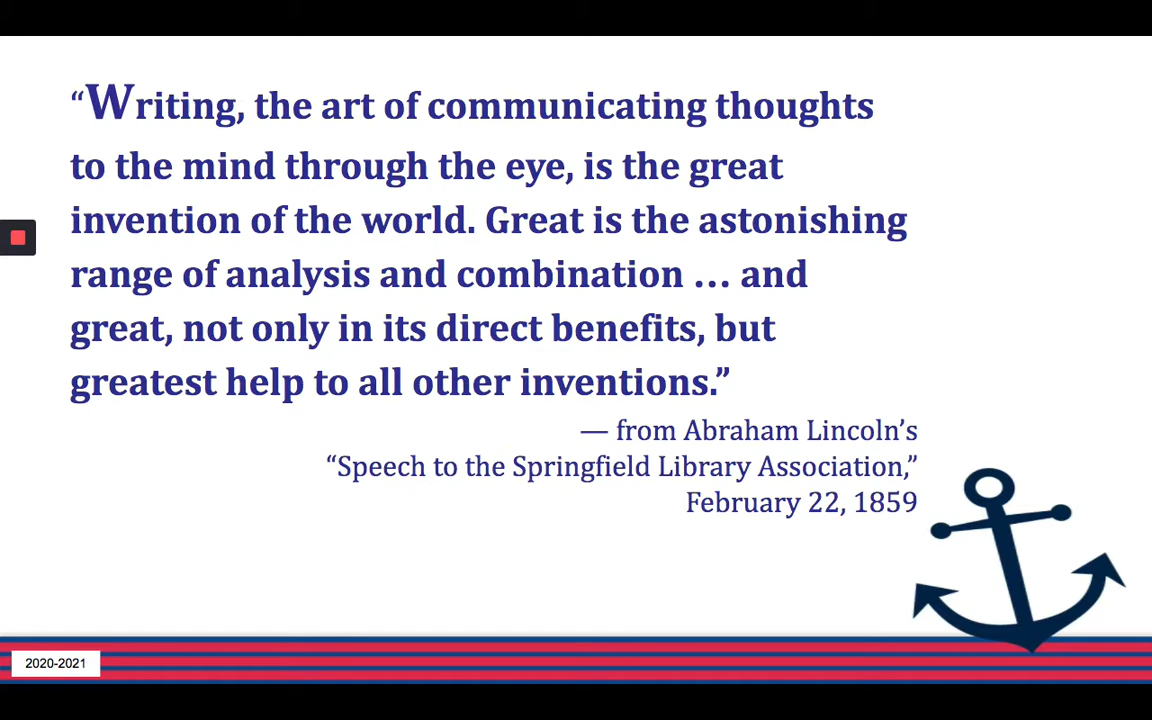 “Writing, the art of communicating thoughts
to the mind through the eye, is the great
invention of the world. Great is the astonishing
range of analysis and combination … and
great, not only in its direct benefits, but
greatest help to all other inventions.”
— from Abraham Lincoln’s
“Speech to the Springfield Library Association,”
February 22, 1859
2020-2021